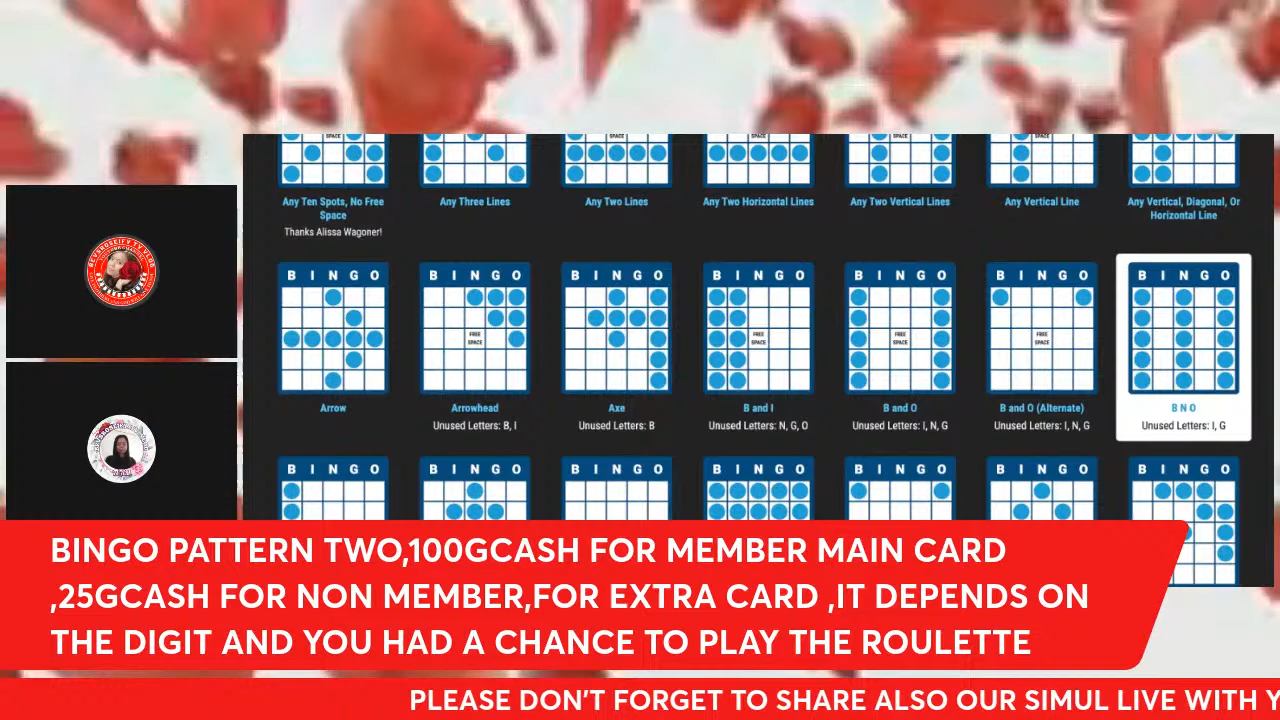 SPACE
SPACE
SPACE
SPACE
SPACE
SPACE
SPACE
Any Ten Spots, No Free
Space
Thanks Alissa Wagoner!
Any Three Lines
Any Two Lines
Any Two Horizontal Lines
Any Two Vertical Lines
Any Vertical Line
Any Vertical, Diagonal, Or
Horizontal Line
B I N G O
B I N G O
B I N G O
B I N G O
B I N G O
B I N G O
B I N G O
FREE
SPACE
FREE
SPACE
FREE
SPACE
FREE
SPACE
Arrow
Arrowhead
Unused Letters: B, I
Axe
Unused Letters: B
B and I
Unused Letters: N, G, O
B and O
Unused Letters: I, N, G
B and O (Alternate)
Unused Letters: I, N, G
B N O
Unused Letters: I, G
B I N G O
B I N G O
B I N G O
B I N G O
B I N G O
B I N G O
B I N G O
BINGO PATTERN TWO,100GCASH FOR MEMBER MAIN CARD
,25GCASH FOR NON MEMBER,FOR EXTRA CARD ,IT DEPENDS ON
THE DIGIT AND YOU HAD A CHANCE TO PLAY THE ROULETTE
PLEASE DON'T FORGET TO SHARE ALSO OUR SIMUL LIVE WITH Y